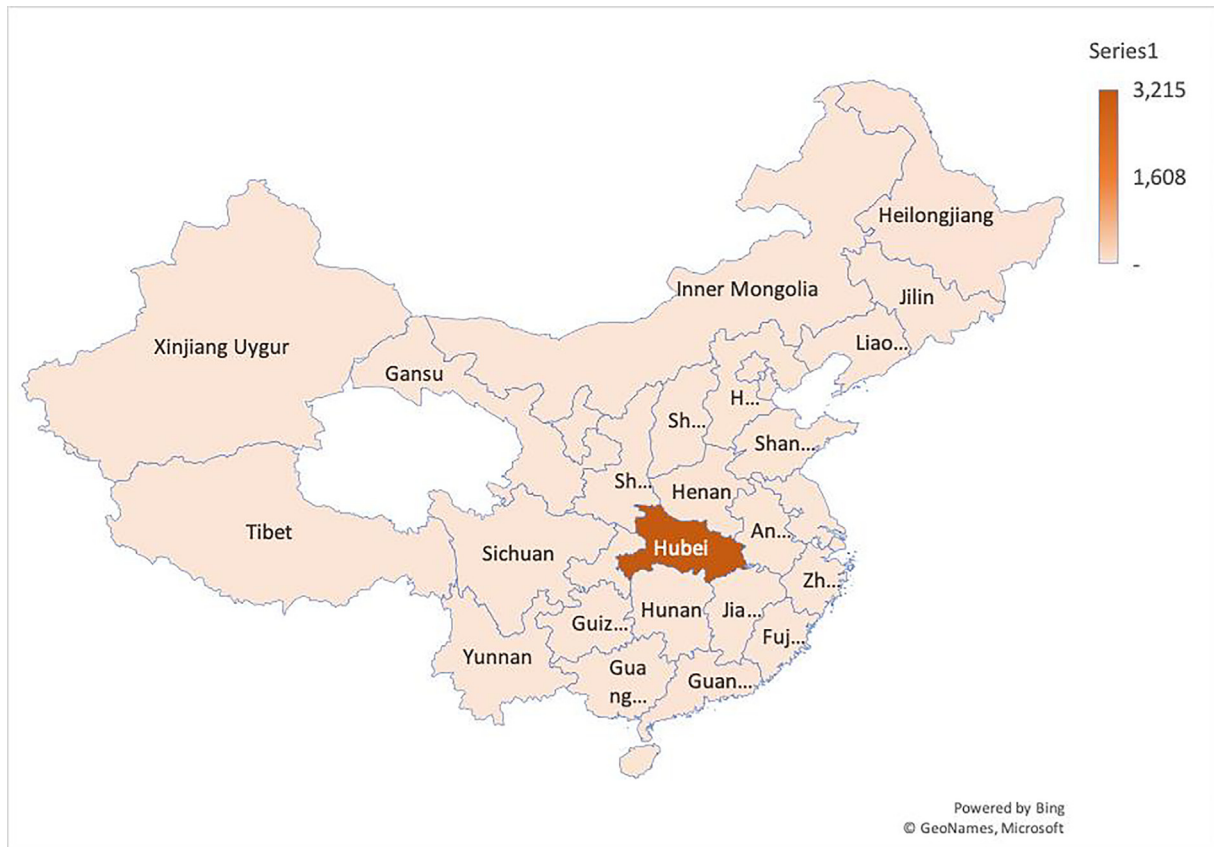 Series1
3,215
1,608
-
Heilongjiang
Inner Mongolia
Jilin
Liao...
Xinjiang Uygur
Gansu
H...
Sh...
Shan...
Sh...
Henan
An...
Tibet
Sichuan
Hubei
Zh...
Guiz...
Hunan
Jia...
Fuj...
Yunnan
Gua
ng...
Guan...
Powered by Bing
© GeoNames, Microsoft